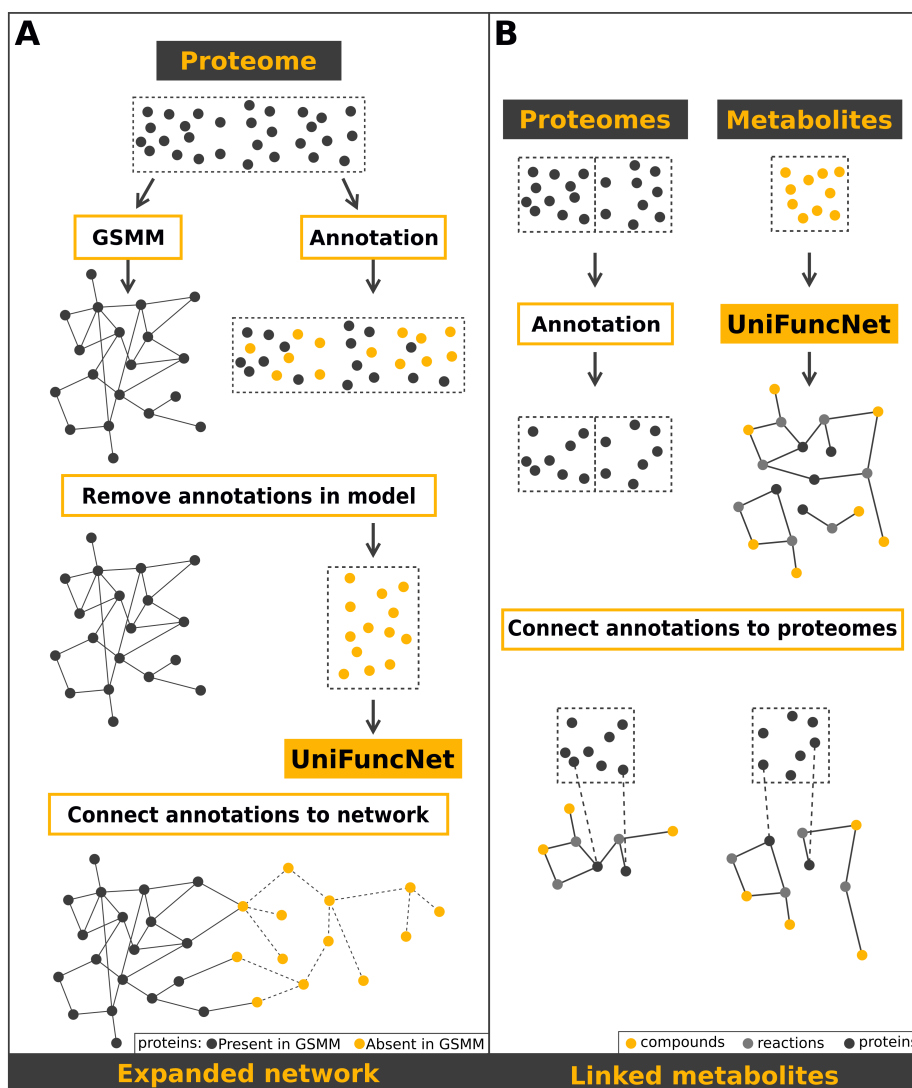 A
Proteome
GSMM
Annotation
Remove annotations in model
UniFuncNet
Connect annotations to network
proteins: Present in GSMM Absent in GSMM
Expanded network
B
Proteomes
Metabolites
Annotation
UniFuncNet
Connect annotations to proteomes
compounds reactions proteins
Linked metabolites